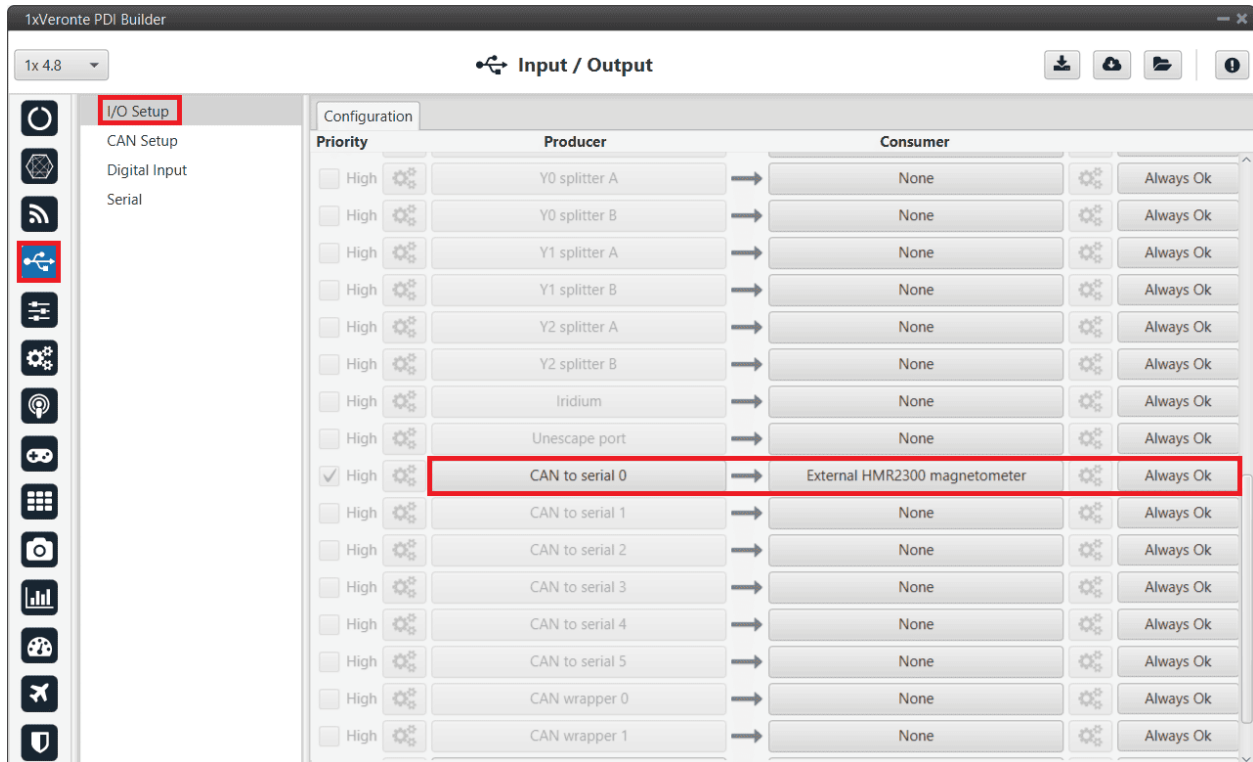 1xVeronte PDI Builder
1x 4.8
Input / Output
I/O Setup
CAN Setup
Digital Input
Serial
Configuration
Priority Producer Consumer
High Y0 splitter A None Always Ok
High Y0 splitter B None Always Ok
High Y1 splitter A None Always Ok
High Y1 splitter B None Always Ok
High Y2 splitter A None Always Ok
High Y2 splitter B None Always Ok
High Iridium None Always Ok
High Unescape port None Always Ok
High CAN to serial 0 External HMR2300 magnetometer Always Ok
High CAN to serial 1 None Always Ok
High CAN to serial 2 None Always Ok
High CAN to serial 3 None Always Ok
High CAN to serial 4 None Always Ok
High CAN to serial 5 None Always Ok
High CAN wrapper 0 None Always Ok
High CAN wrapper 1 None Always Ok